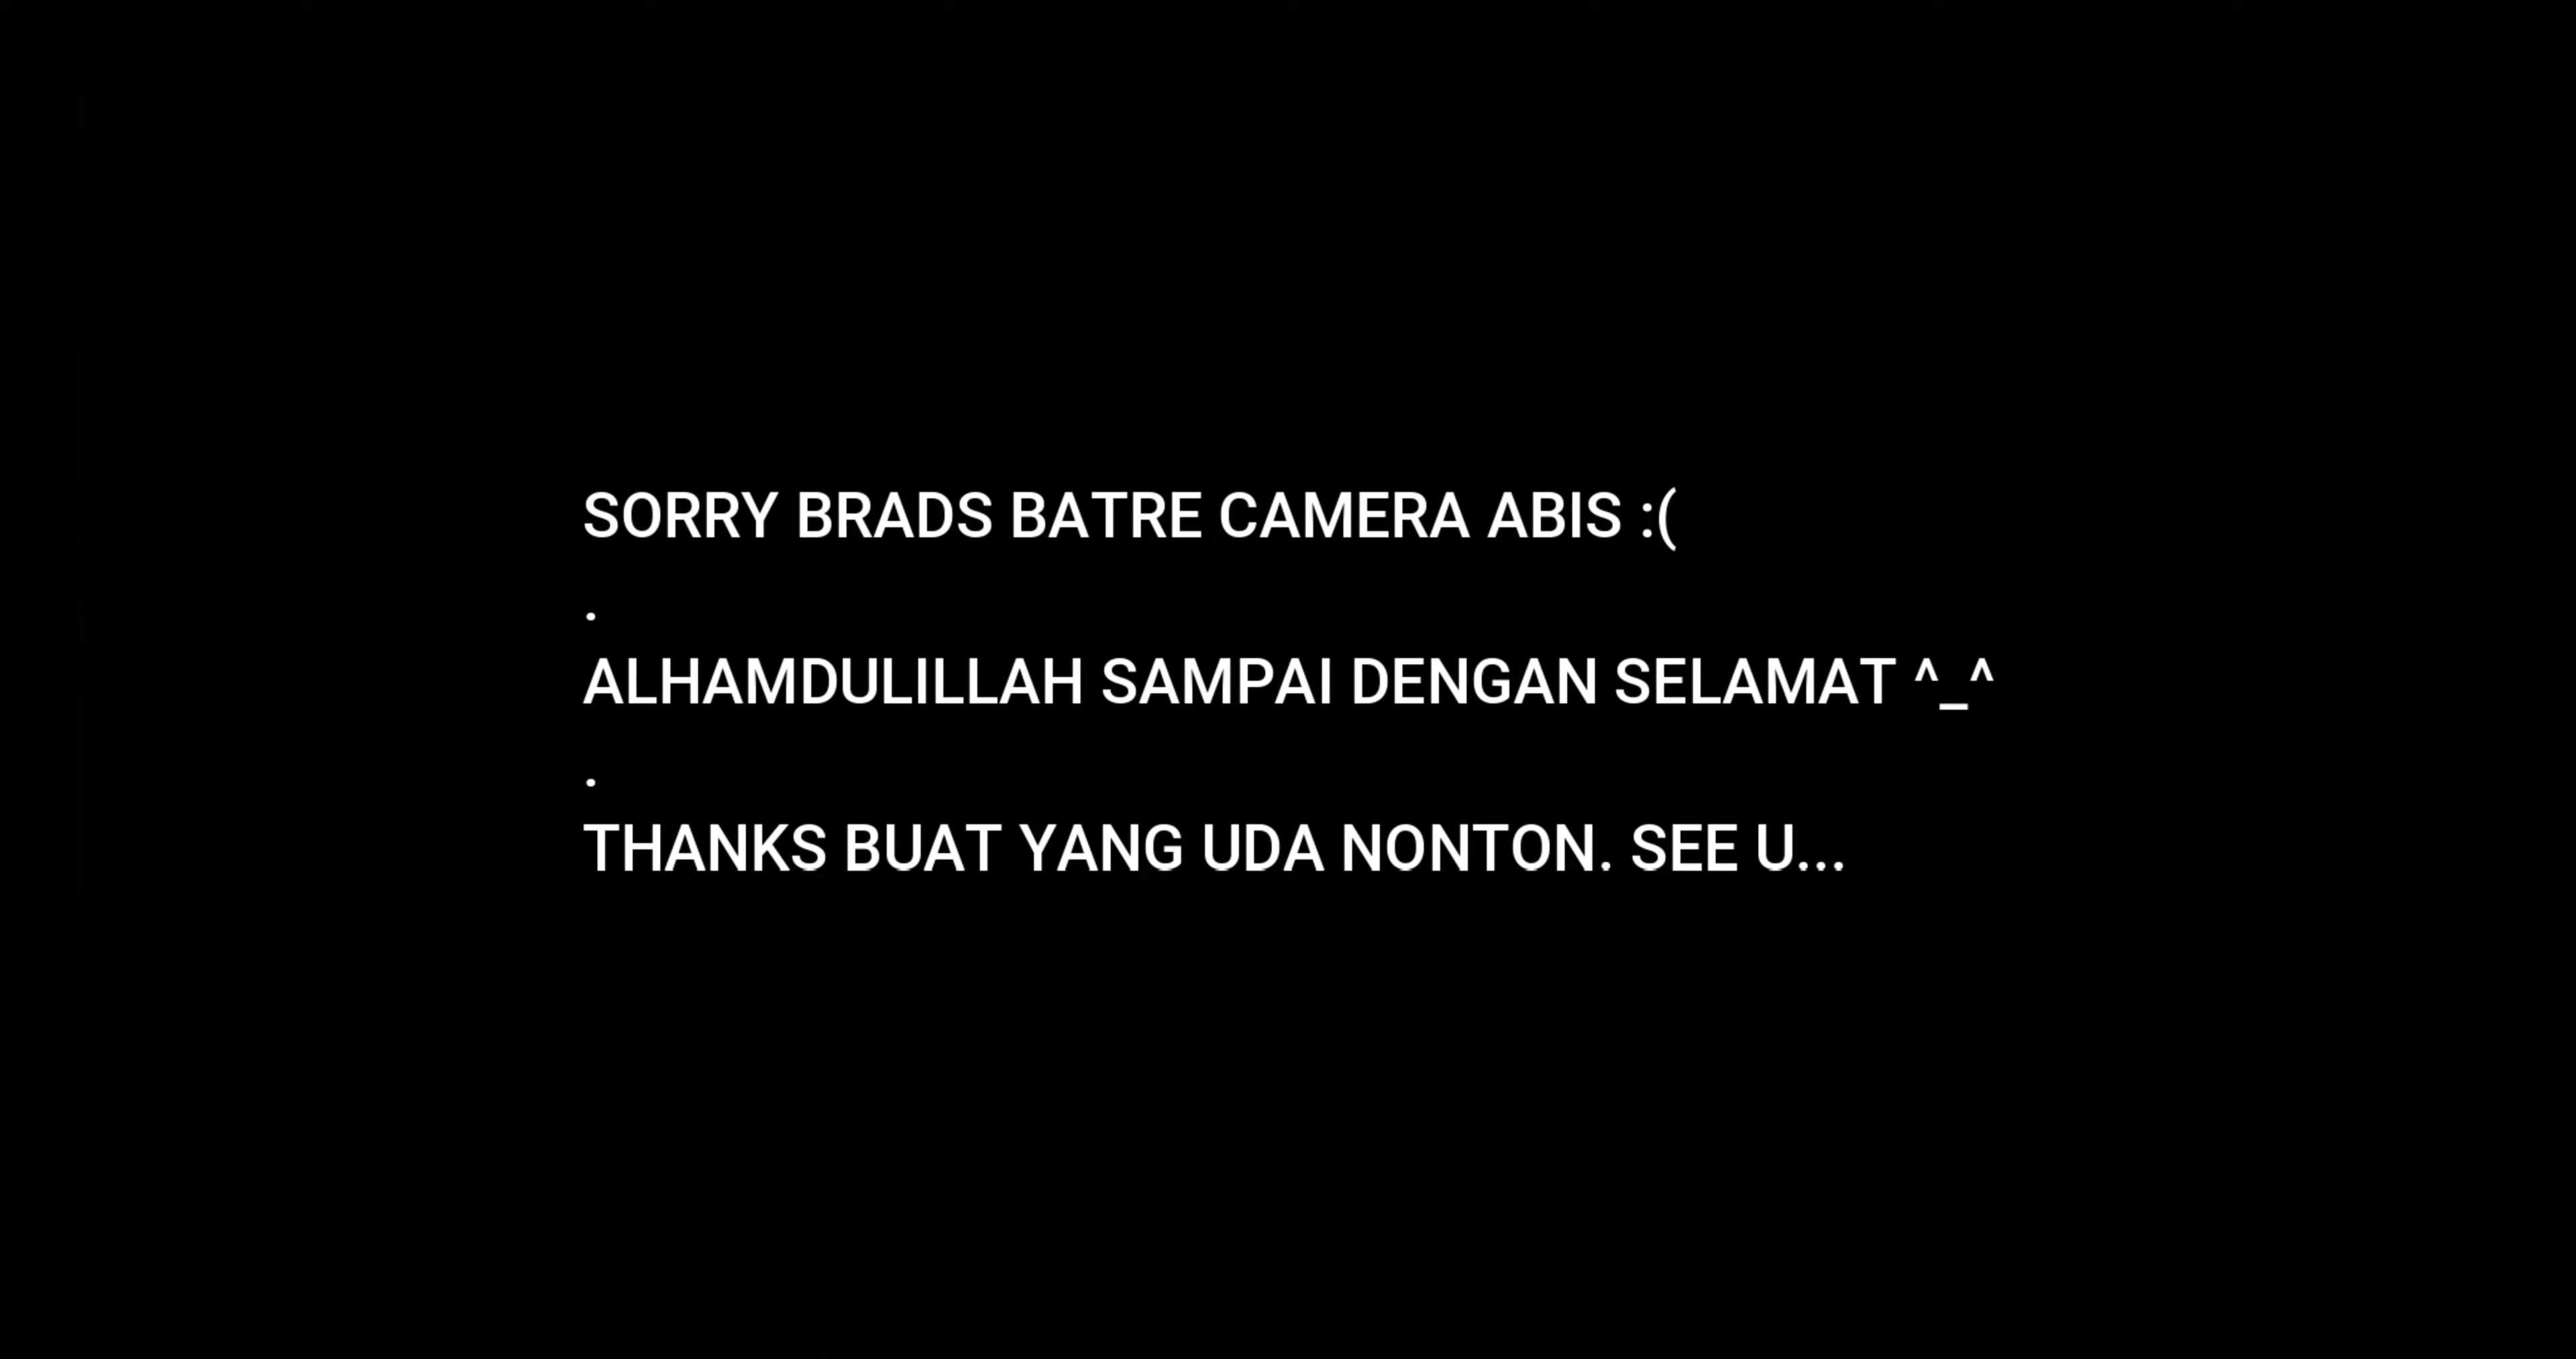 SORRY BRADS BATRE CAMERA ABIS :(
.
ALHAMDULILLAH SAMPAI DENGAN SELAMAT ^_^
.
THANKS BUAT YANG UDA NONTON. SEE U...